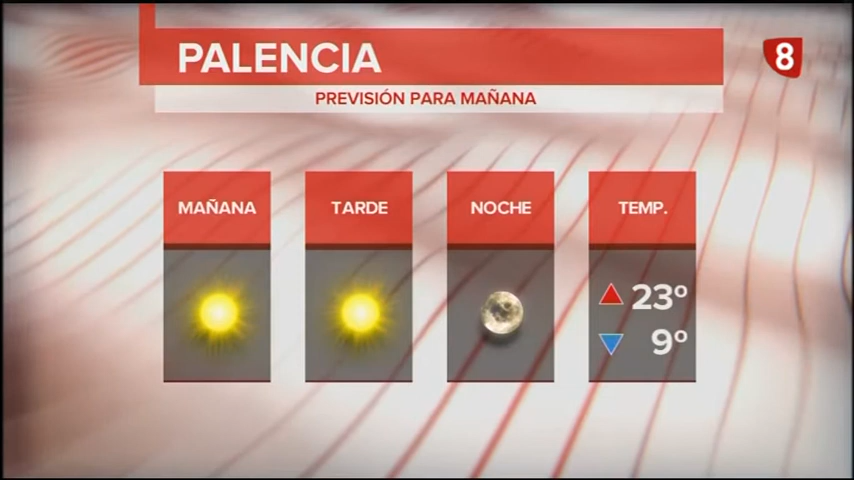 PALENCIA
8
PREVISIÓN PARA MAÑANA
MAÑANA
TARDE
NOCHE
TEMP.
23º
9º